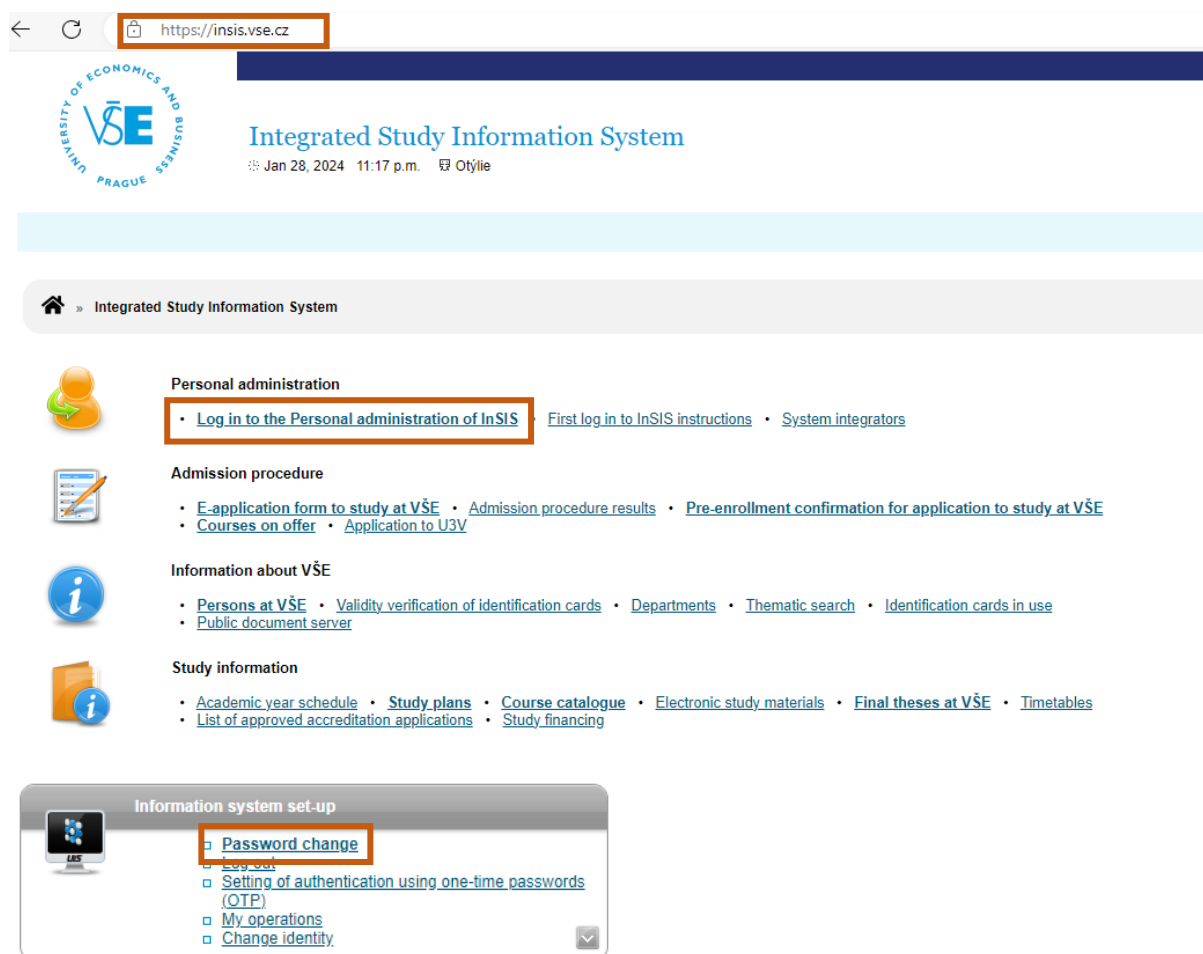 https://insis.vse.cz
UNIVERSITY OF ECONOMICS AND BUSINESS
VŠE
PRAGUE
Integrated Study Information System
Jan 28, 2024 11:17 p.m. Otýlie
» Integrated Study Information System
Personal administration
• Log in to the Personal administration of InSIS • First log in to InSIS instructions • System integrators
Admission procedure
• E-application form to study at VŠE • Admission procedure results • Pre-enrollment confirmation for application to study at VŠE
• Courses on offer • Application to U3V
Information about VŠE
• Persons at VŠE • Validity verification of identification cards • Departments • Thematic search • Identification cards in use
• Public document server
Study information
• Academic year schedule • Study plans • Course catalogue • Electronic study materials • Final theses at VŠE • Timetables
• List of approved accreditation applications • Study financing
Information system set-up
UIS
Password change
Log out
Setting of authentication using one-time passwords
(OTP)
My operations
Change identity